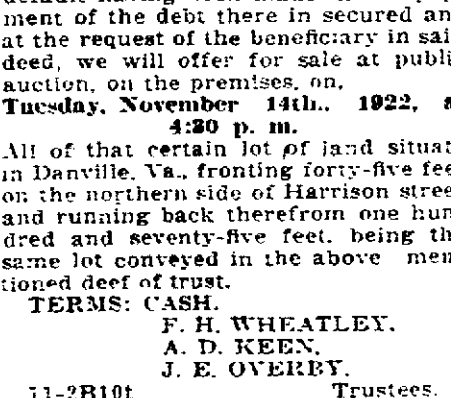 ment of the debt there in secured an
at the request of the beneficiary in sai
deed, we will offer for sale at publi
auction, on the premises, on,
Tuesday, November 14th., 1922, a
4:30 p. m.
All of that certain lot of land situat
in Danville, Va., fronting forty-five fee
on the northern side of Harrison stree
and running back therefrom one hun
dred and seventy-five feet, being th
same lot conveyed in the above men
tioned deef of trust.
TERMS: CASH.
F. H. WHEATLEY.
A. D. KEEN,
J. E. OVERBY.
11-2B10t Trustees.